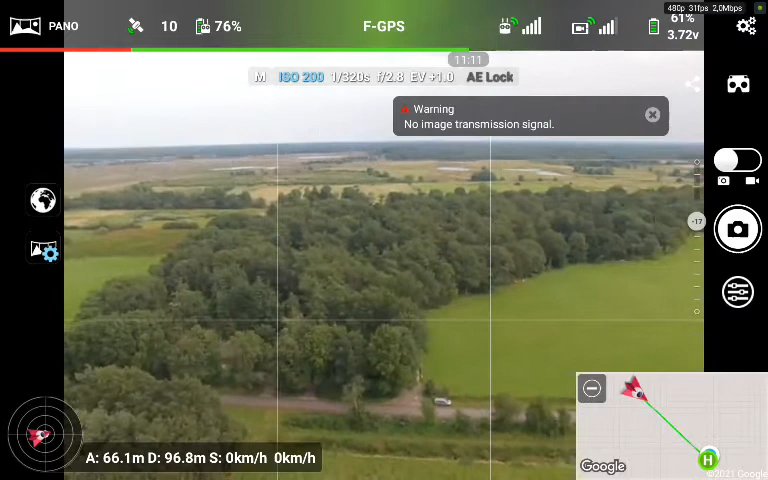 480p 31fps 2,0Mbps
PANO
10
76%
F-GPS
61%
3.72v
11:11
M ISO 200 1/320s f/2.8 EV +1.0 AE Lock
Warning
No image transmission signal.
-17
A: 66.1m D: 96.8m S: 0km/h 0km/h
H
Google
©2021 Google